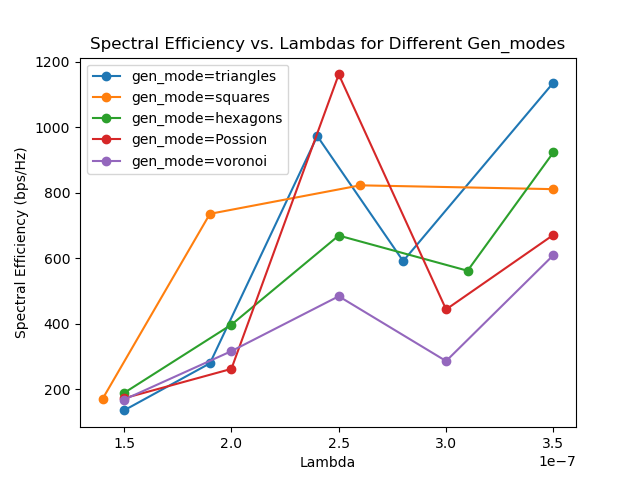 Spectral Efficiency vs. Lambdas for Different Gen_modes
1200
1000
800
600
400
200
Spectral Efficiency (bps/Hz)
gen_mode=triangles
gen_mode=squares
gen_mode=hexagons
gen_mode=Possion
gen_mode=voronoi
1.5 2.0 2.5 3.0 3.5
1e−7
Lambda